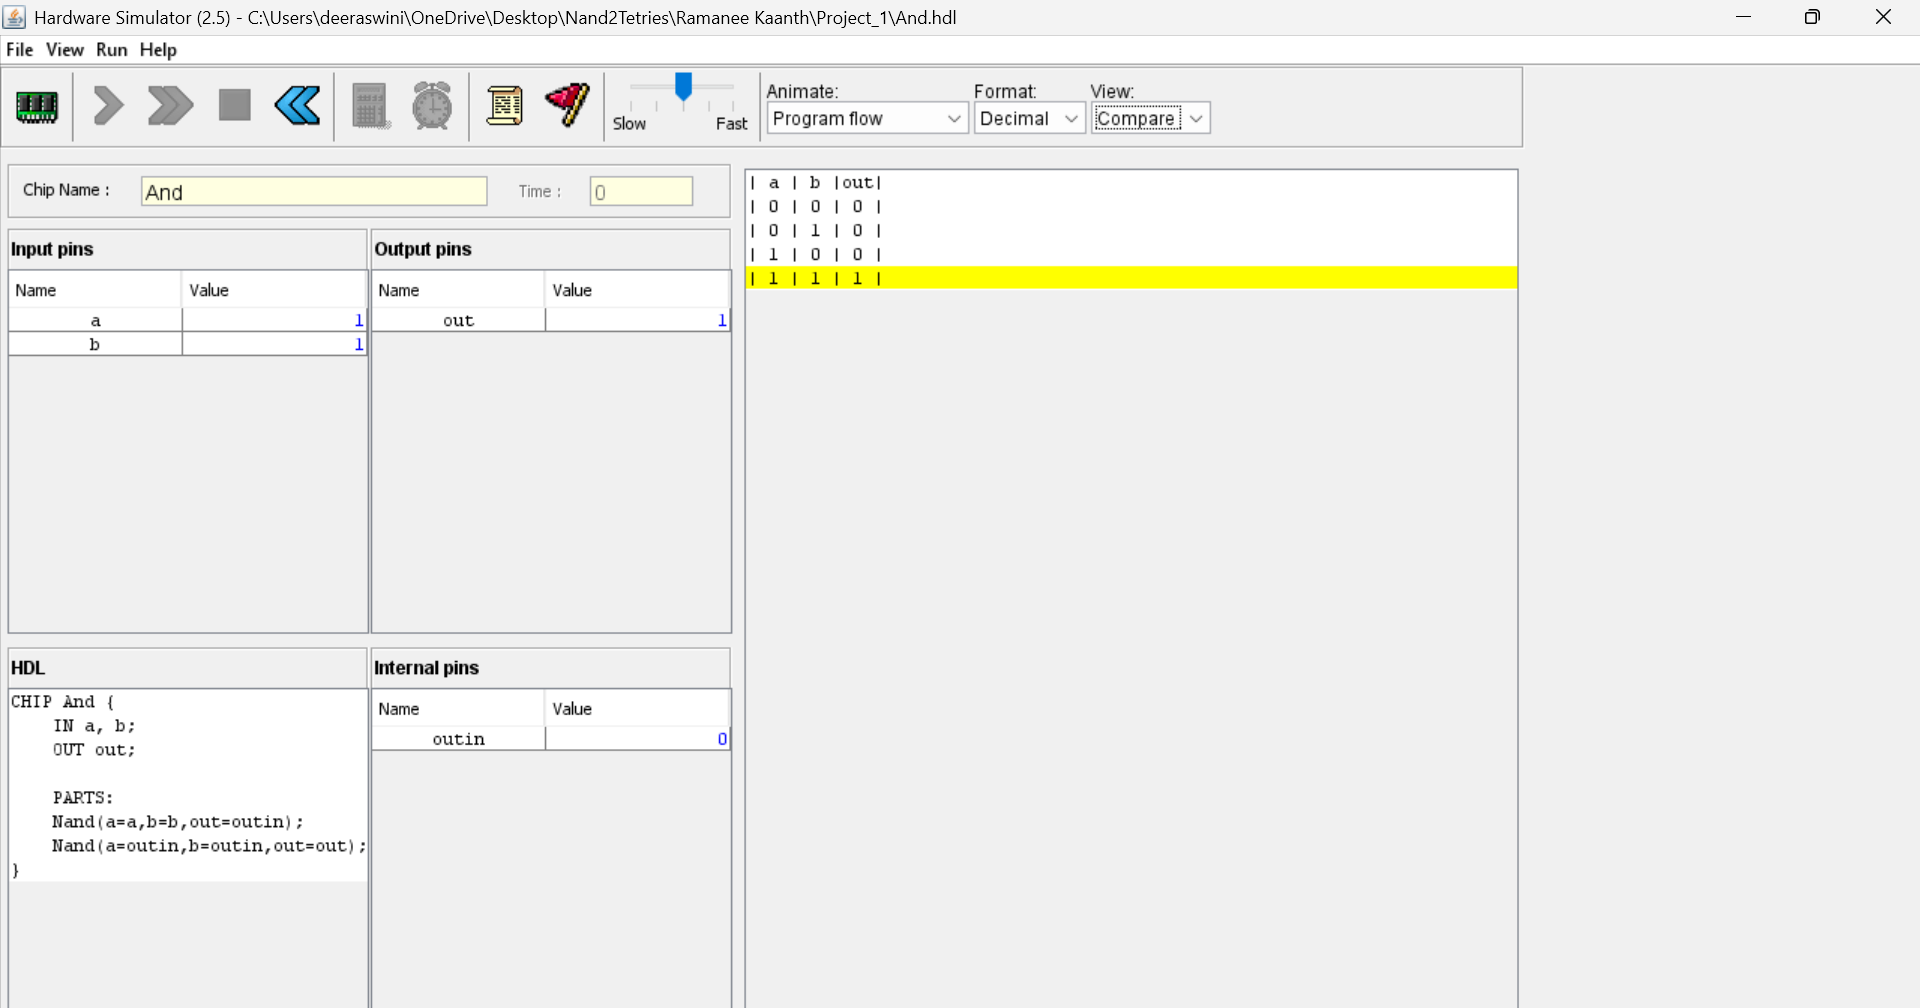 Hardware Simulator (2.5) - C:\Users\deeraswini\OneDrive\Desktop\Nand2Tetries\Ramanee Kaanth\Project_1\And.hdl
File View Run Help
Slow Fast
Animate: Format: View:
Program flow Decimal Compare
Chip Name : And Time : 0
Input pins
Name Value
a 1
b 1
Output pins
Name Value
out 1
| a | b |out|
| 0 | 0 | 0 |
| 0 | 1 | 0 |
| 1 | 0 | 0 |
| 1 | 1 | 1 |
HDL
CHIP And {
    IN a, b;
    OUT out;
    PARTS:
    Nand(a=a,b=b,out=outin);
    Nand(a=outin,b=outin,out=out);
}
Internal pins
Name Value
outin 0